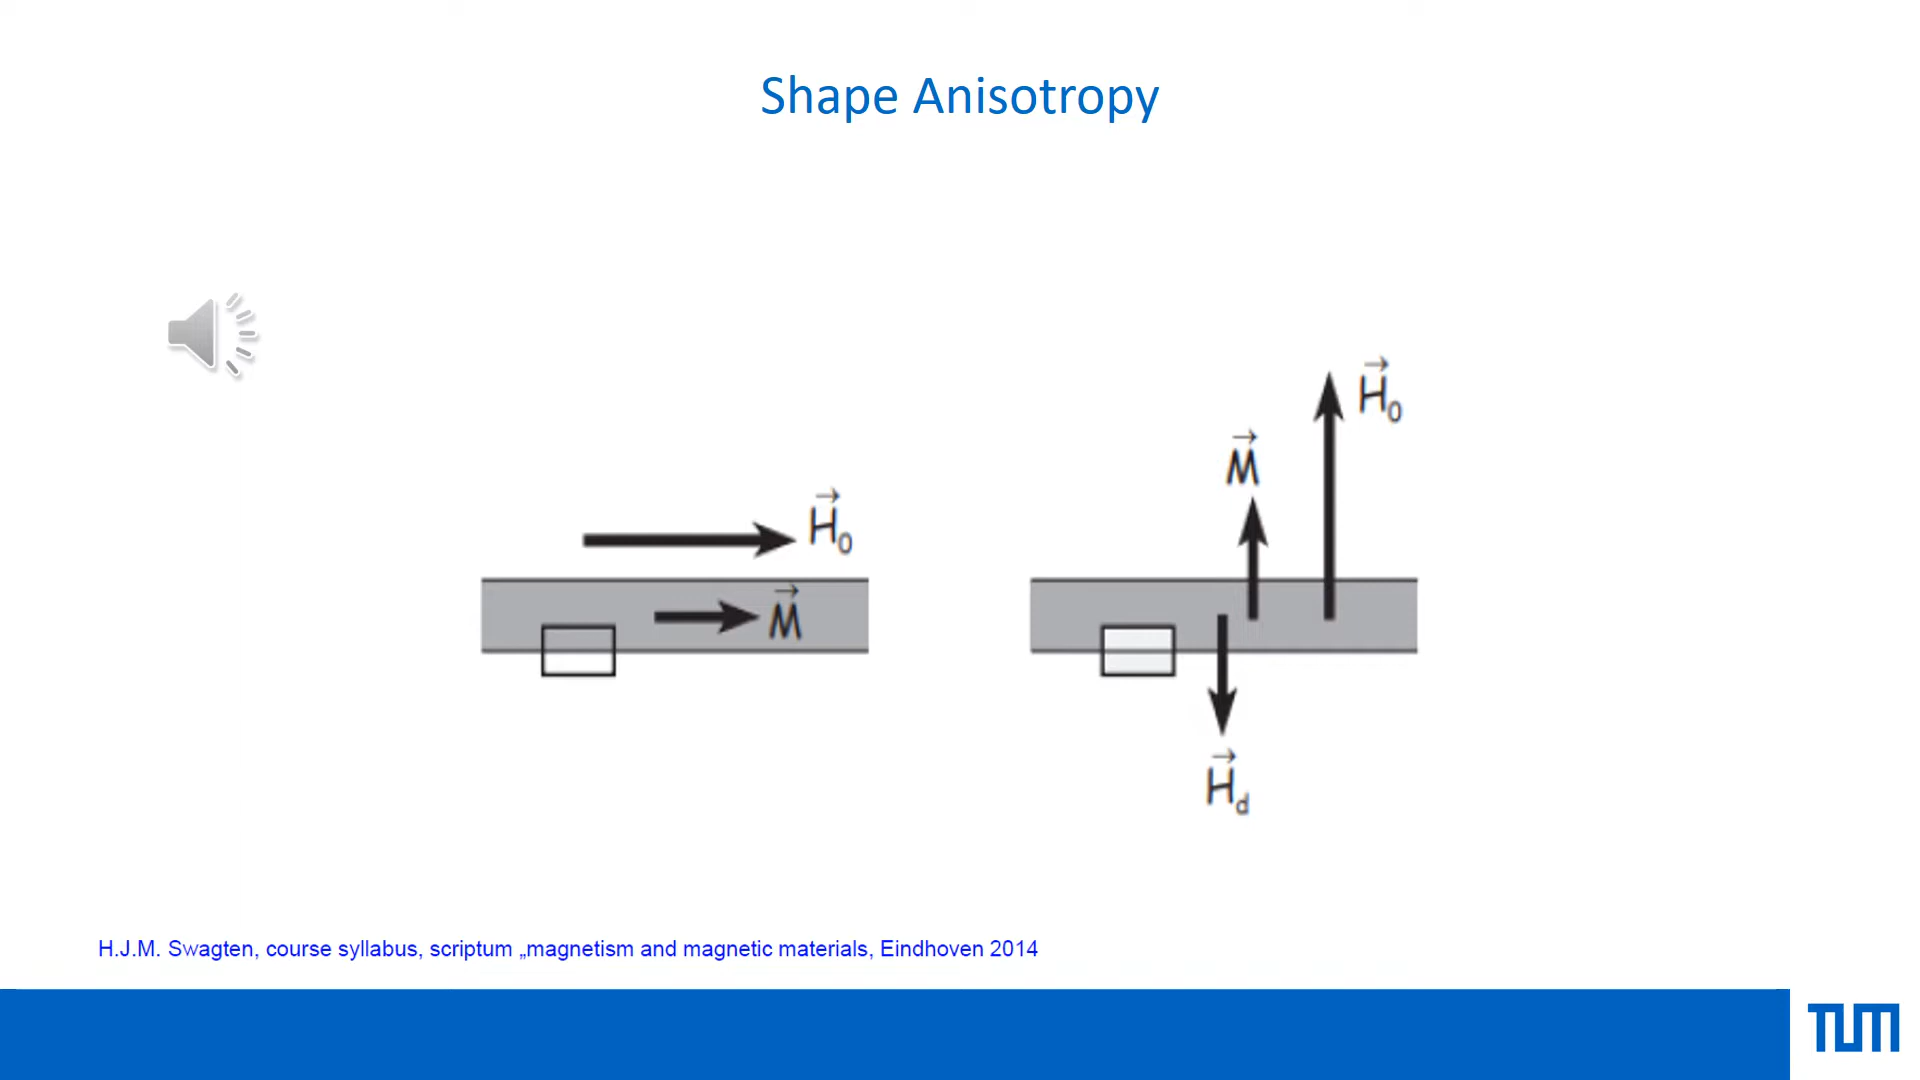 Shape Anisotropy
H₀
M
H₀
M
H_d
H.J.M. Swagten, course syllabus, scriptum „magnetism and magnetic materials, Eindhoven 2014
TUM